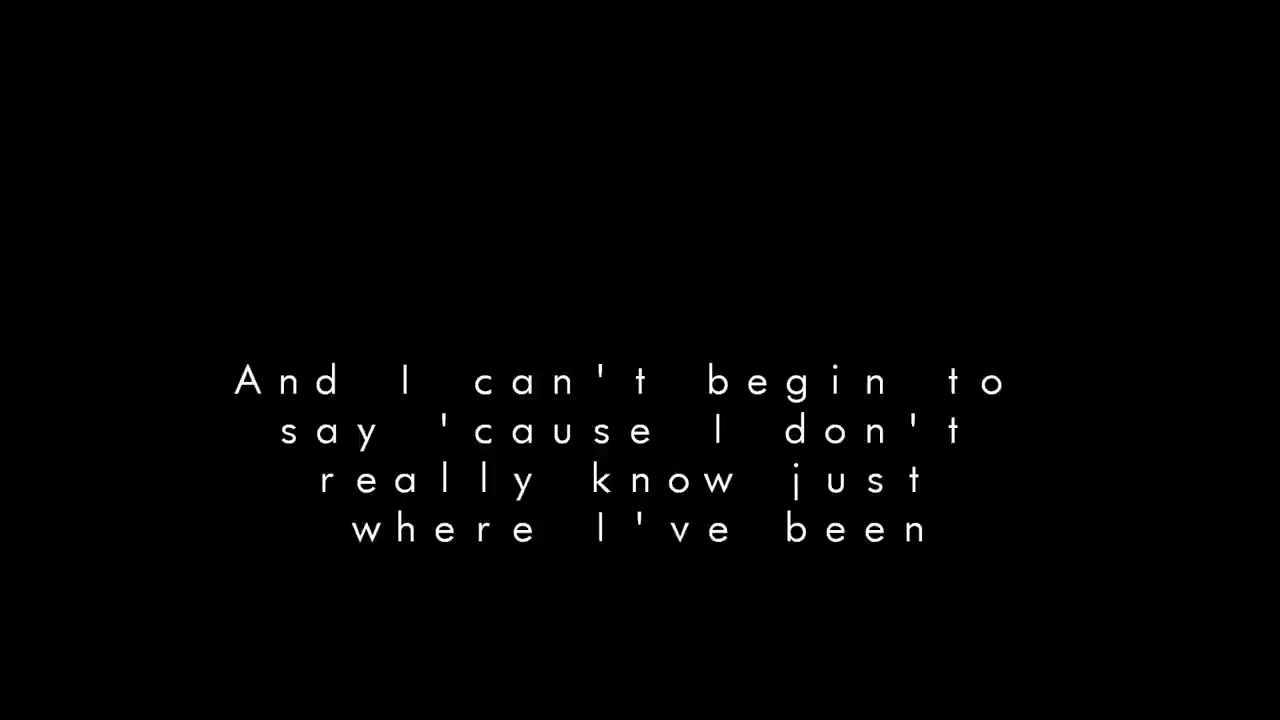 And I can't begin to
say 'cause I don't
really know just
where I've been